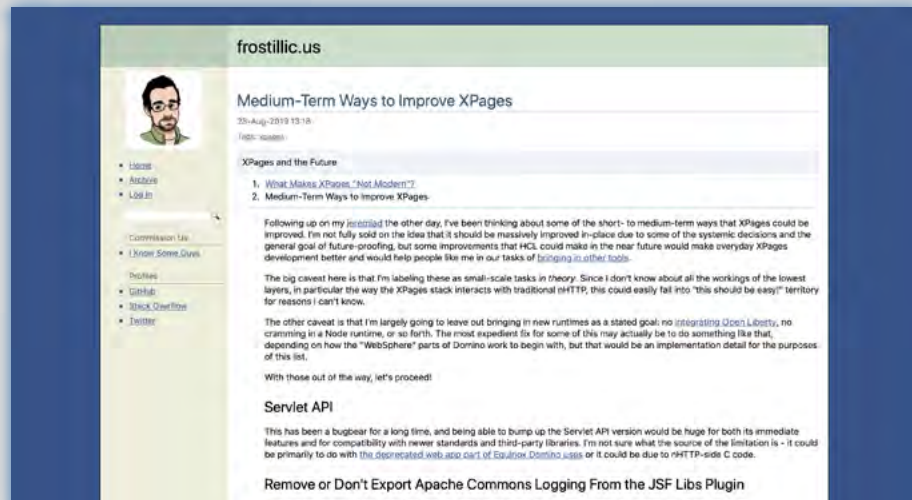 frostillic.us
Medium-Term Ways to Improve XPages
23-Aug-2019 13:18
Tags: xpages
Home
Archive
Log In
Commission Us
I Know Some Guys
Profiles
GitHub
Stack Overflow
Twitter
XPages and the Future
1. What Makes XPages "Not Modern"?
2. Medium-Term Ways to Improve XPages
Following up on my jeremiad the other day, I've been thinking about some of the short- to medium-term ways that XPages could be
improved. I'm not fully sold on the idea that it should be massively improved in-place due to some of the systemic decisions and the
general goal of future-proofing, but some improvements that HCL could make in the near future would make everyday XPages
development better and would help people like me in our tasks of bringing in other tools.
The big caveat here is that I'm labeling these as small-scale tasks in theory. Since I don't know about all the workings of the lowest
layers, in particular the way the XPages stack interacts with traditional nHTTP, this could easily fall into "this should be easy!" territory
for reasons I can't know.
The other caveat is that I'm largely going to leave out bringing in new runtimes as a stated goal: no integrating Open Liberty, no
cramming in a Node runtime, or so forth. The most expedient fix for some of this may actually be to do something like that,
depending on how the "WebSphere" parts of Domino work to begin with, but that would be an implementation detail for the purposes
of this list.
With those out of the way, let's proceed!
Servlet API
This has been a bugbear for a long time, and being able to bump up the Servlet API version would be huge for both its immediate
features and for compatibility with newer standards and third-party libraries. I'm not sure what the source of the limitation is - it could
be primarily to do with the deprecated web app part of Equinox Domino uses or it could be due to nHTTP-side C code.
Remove or Don't Export Apache Commons Logging From the JSF Libs Plugin